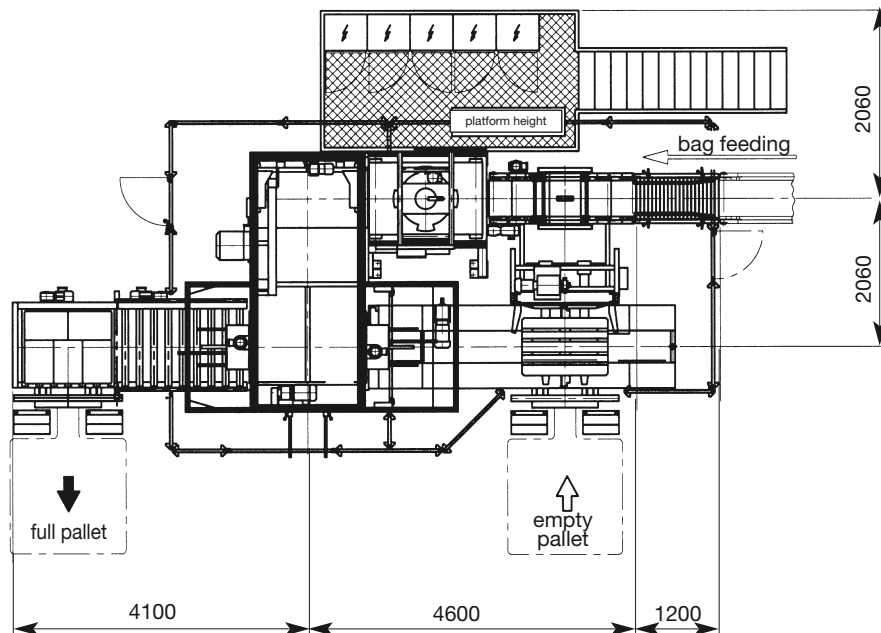 platform height
bag feeding
2060
2060
full pallet
empty
pallet
4100
4600
1200